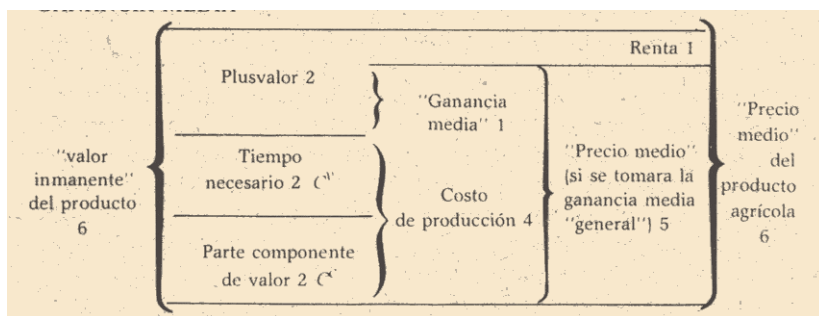 Renta 1
Plusvalor 2
"Ganancia
media" 1
"valor
inmanente"
del producto
6
Tiempo
necesario 2
Costo
de producción 4
Parte componente
de valor 2
"Precio medio"
(si se tomara la
ganancia media
"general") 5
"Precio
medio"
del
producto
agrícola
6